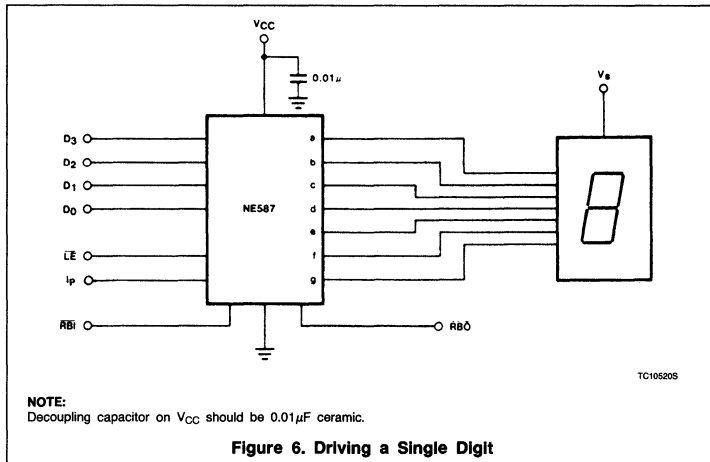 VCC
0.01μ
Vs
D3
D2
D1
D0
LE
Ip
RBI
NE587
a
b
c
d
e
f
g
RBO
TC10520S
NOTE:
Decoupling capacitor on VCC should be 0.01μF ceramic.
Figure 6. Driving a Single Digit